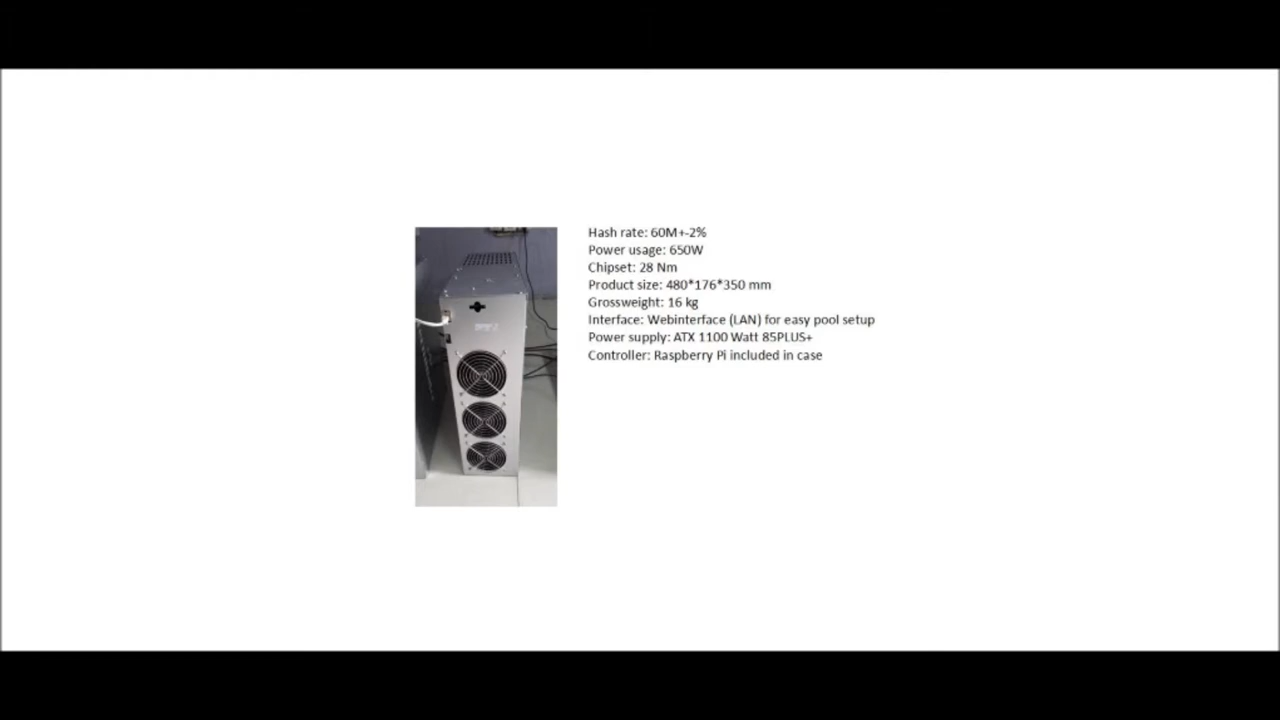 Hash rate: 60M+-2%
Power usage: 650W
Chipset: 28 Nm
Product size: 480*176*350 mm
Grossweight: 16 kg
Interface: Webinterface (LAN) for easy pool setup
Power supply: ATX 1100 Watt 85PLUS+
Controller: Raspberry Pi included in case